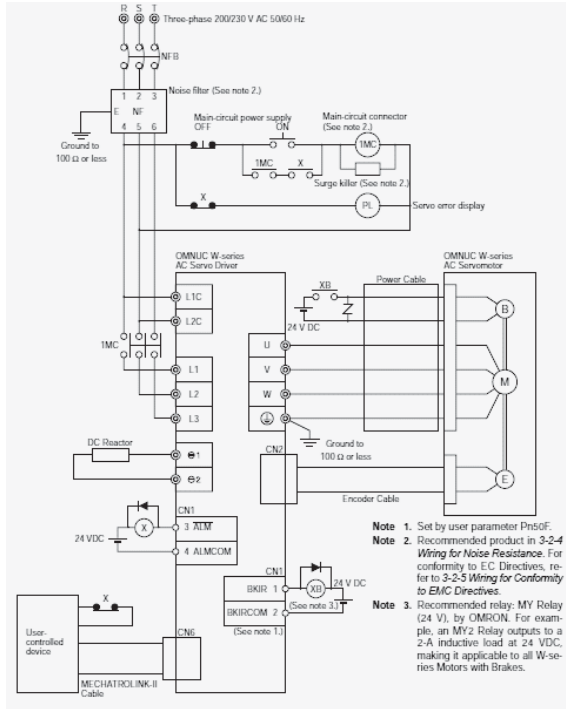 R S T
Three-phase 200/230 V AC 50/60 Hz
NFB
Noise filter (See note 2.)
1 2 3
E NF
4 5 6
Ground to
100 Ω or less
Main-circuit power supply
OFF ON
Main-circuit connector
(See note 2.)
1MC
1MC X
Surge killer (See note 2.)
X
PL
Servo error display
OMNUC W-series
AC Servo Driver
OMNUC W-series
AC Servomotor
XB
Power Cable
24 V DC
B
L1C
L2C
1MC
U
V
W
M
L1
L2
L3
Ground to
100 Ω or less
DC Reactor
⊖1
⊖2
CN2
E
Encoder Cable
CN1
X
3 ALM
24 VDC
4 ALMCOM
CN1
BKIR 1
XB
24 V DC
(See note 3.)
BKIRCOM 2
(See note 1.)
X
User-
controlled
device
CN6
MECHATROLINK-II
Cable
Note 1. Set by user parameter Pn50F.
Note 2. Recommended product in 3-2-4
Wiring for Noise Resistance. For
conformity to EC Directives, re-
fer to 3-2-5 Wiring for Conformity
to EMC Directives.
Note 3. Recommended relay: MY Relay
(24 V), by OMRON. For exam-
ple, an MY2 Relay outputs to a
2-A inductive load at 24 VDC,
making it applicable to all W-se-
ries Motors with Brakes.